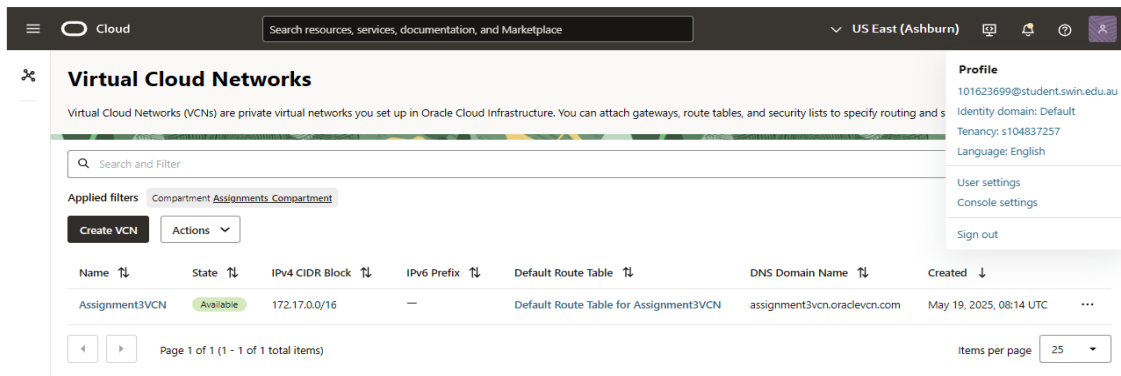 Cloud
Search resources, services, documentation, and Marketplace
US East (Ashburn)
Profile
101623699@student.swin.edu.au
Identity domain: Default
Tenancy: s104837257
Language: English
User settings
Console settings
Sign out
Virtual Cloud Networks
Virtual Cloud Networks (VCNs) are private virtual networks you set up in Oracle Cloud Infrastructure. You can attach gateways, route tables, and security lists to specify routing and s
Search and Filter
Applied filters Compartment Assignments_Compartment
Create VCN Actions
Name State IPv4 CIDR Block IPv6 Prefix Default Route Table DNS Domain Name Created
Assignment3VCN Available 172.17.0.0/16 — Default Route Table for Assignment3VCN assignment3vcn.oraclevcn.com May 19, 2025, 08:14 UTC ...
Page 1 of 1 (1 - 1 of 1 total items) Items per page 25